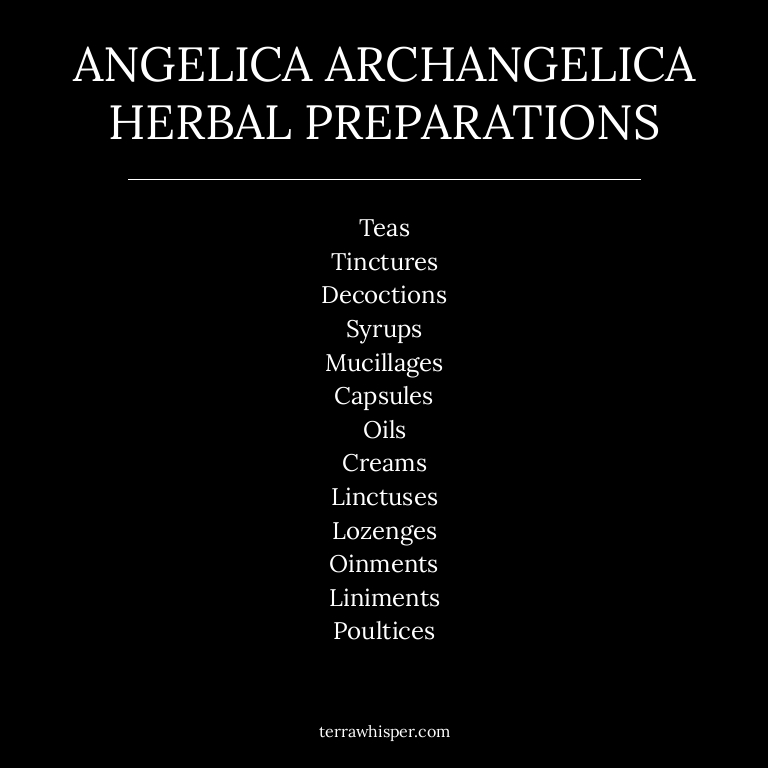 ANGELICA ARCHANGELICA
HERBAL PREPARATIONS
Teas
Tinctures
Decoctions
Syrups
Mucillages
Capsules
Oils
Creams
Linctuses
Lozenges
Oinments
Liniments
Poultices
terrawhisper.com